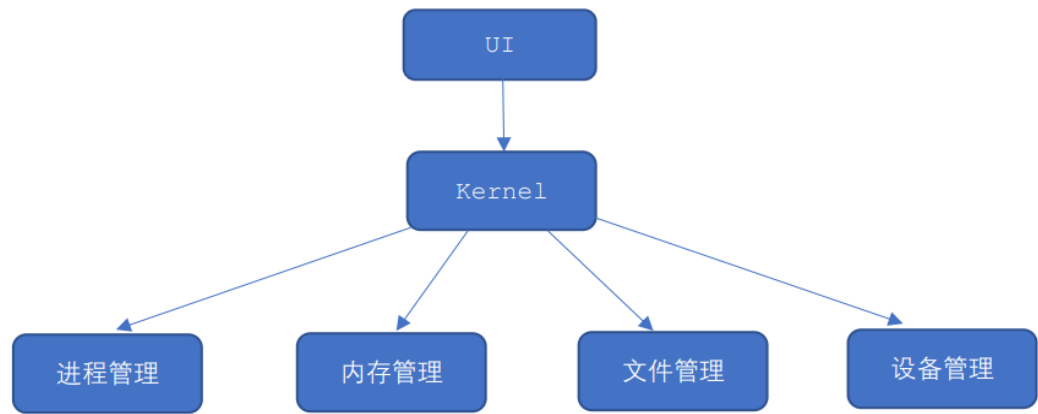 UI
Kernel
进程管理
内存管理
文件管理
设备管理